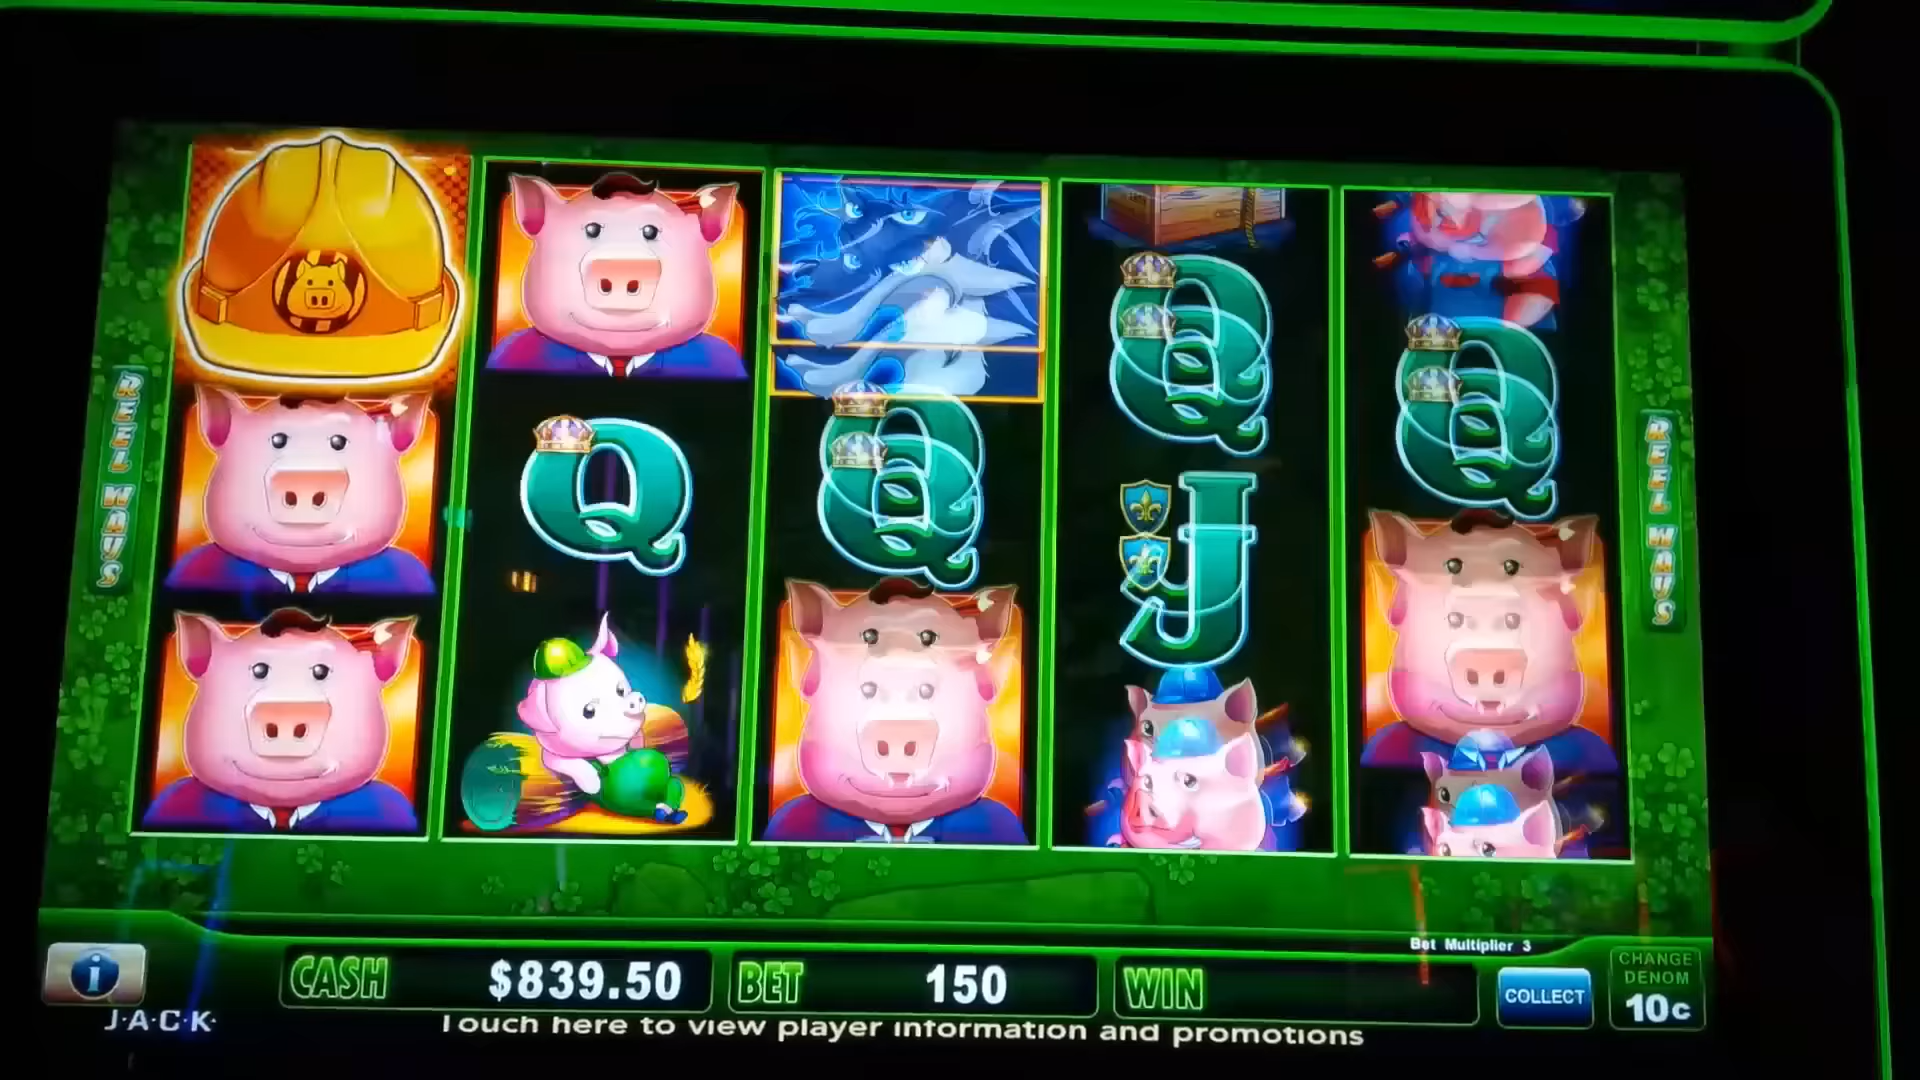 REEL WAYS
Q
Q
Q
Q
J
REEL WAYS
Bet Multiplier 3
CASH $839.50 BET 150 WIN COLLECT
CHANGE
DENOM
10c
J·A·C·K·
Touch here to view player information and promotions